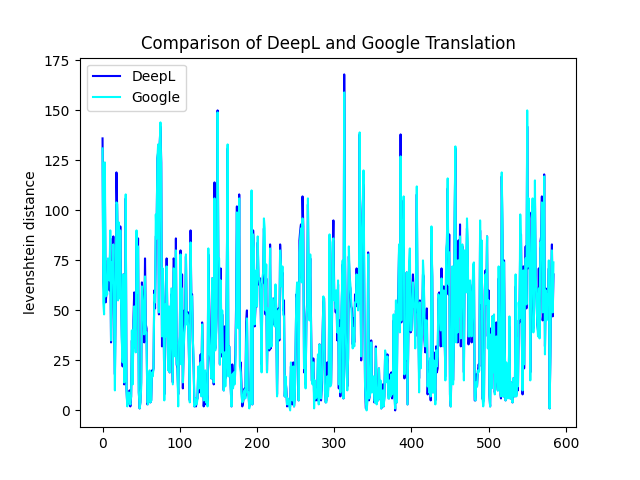 Comparison of DeepL and Google Translation
DeepL
Google
levenshtein distance
175
150
125
100
75
50
25
0
0 100 200 300 400 500 600